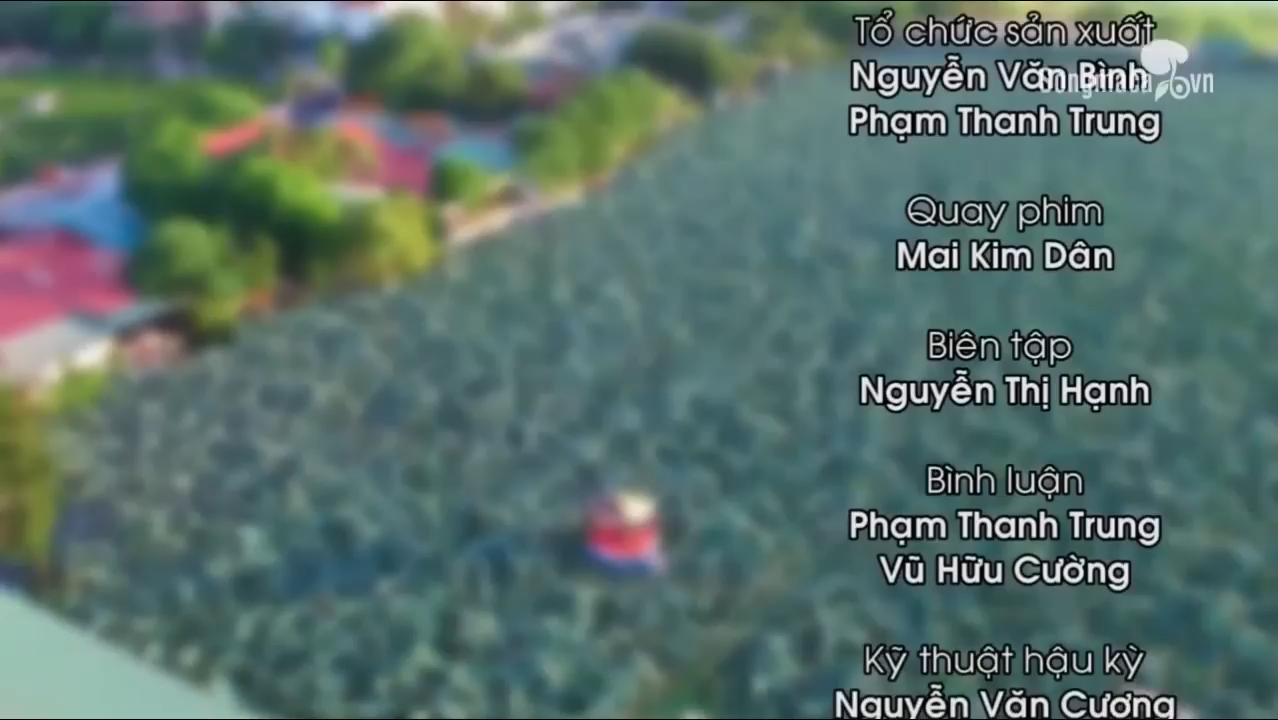 Tổ chức sản xuất
Nguyễn Văn Bình
Phạm Thanh Trung
Quay phim
Mai Kim Dân
Biên tập
Nguyễn Thị Hạnh
Bình luận
Phạm Thanh Trung
Vũ Hữu Cường
Kỹ thuật hậu kỳ
Nguyễn Văn Cương